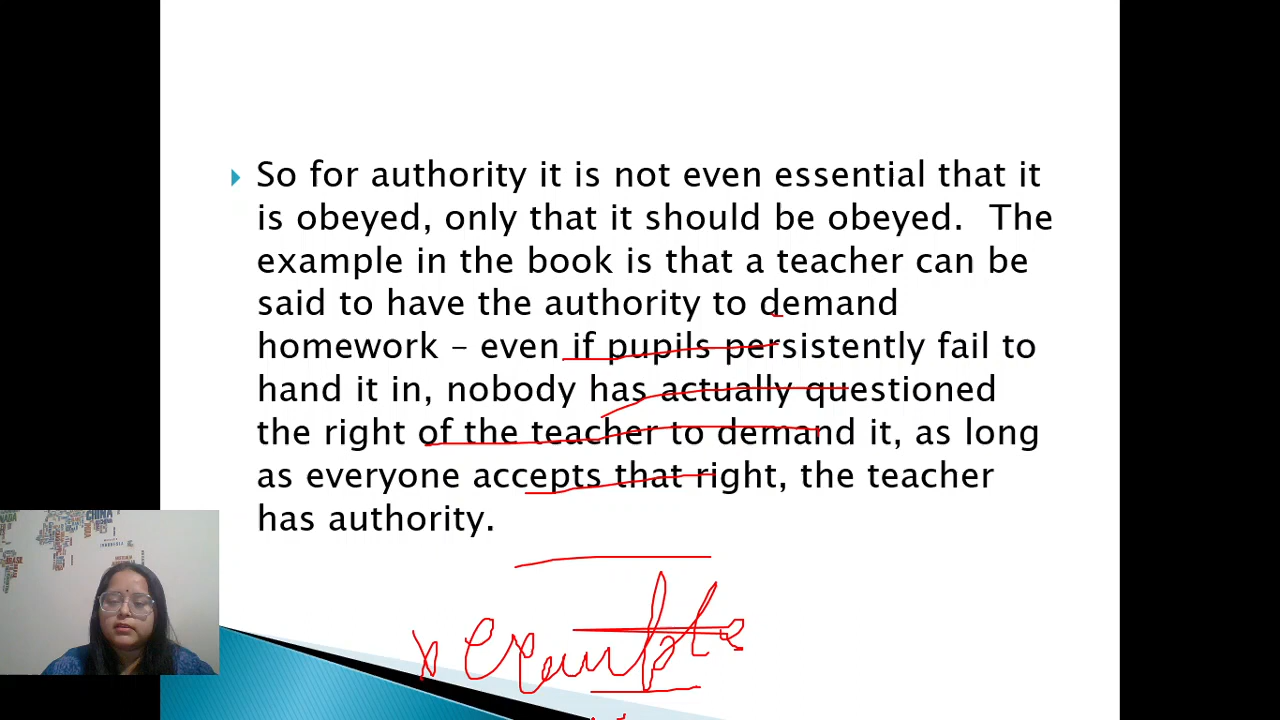 So for authority it is not even essential that it
is obeyed, only that it should be obeyed. The
example in the book is that a teacher can be
said to have the authority to demand
homework – even if pupils persistently fail to
hand it in, nobody has actually questioned
the right of the teacher to demand it, as long
as everyone accepts that right, the teacher
has authority.
x example
CHINA